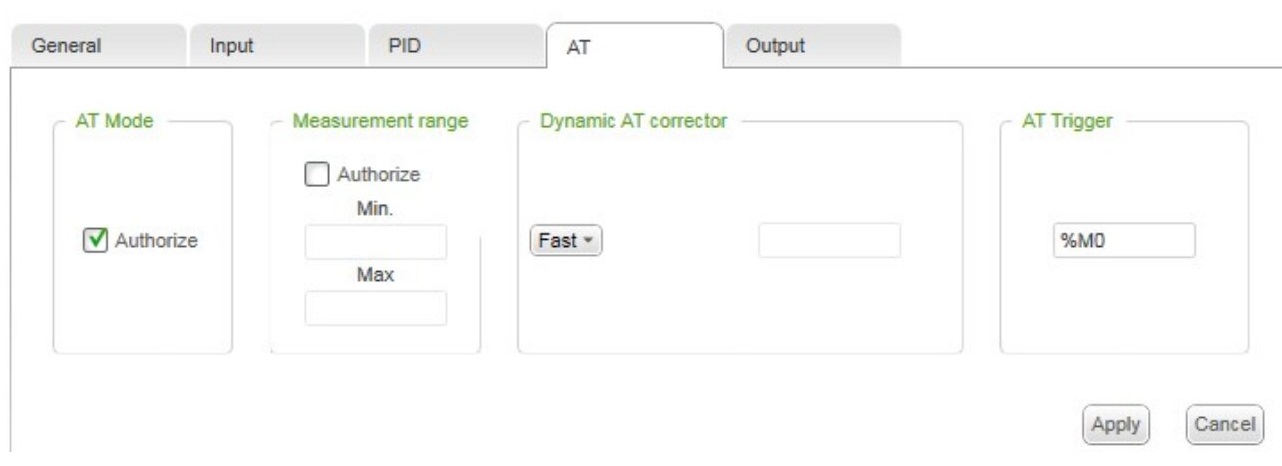 General Input PID AT Output
AT Mode Measurement range Dynamic AT corrector AT Trigger
Authorize
Min.
Authorize Fast %M0
Max
Apply Cancel